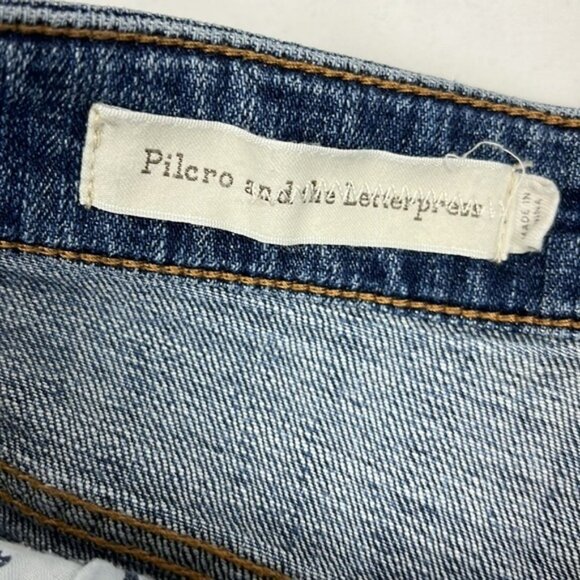 Pilcro and the Letterpress
MADE IN